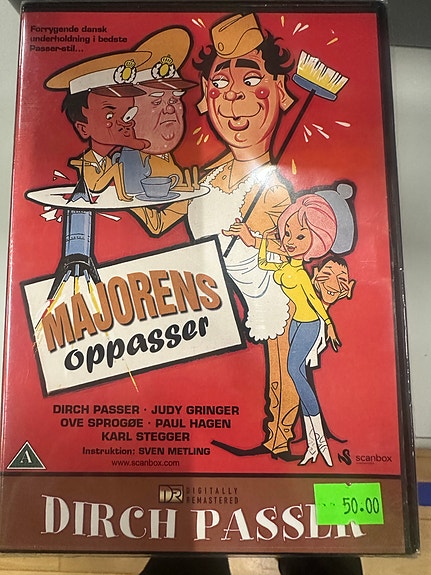 Forrygende dansk
underholdning i bedste
Passer-stil...
MAJORENS
oppasser
DIRCH PASSER · JUDY GRINGER
OVE SPROGØE · PAUL HAGEN
KARL STEGGER
Instruktion: SVEN METLING
www.scanbox.com
scanbox
A
DR DIGITALLY
REMASTERED
DIRCH PASSER
50.00